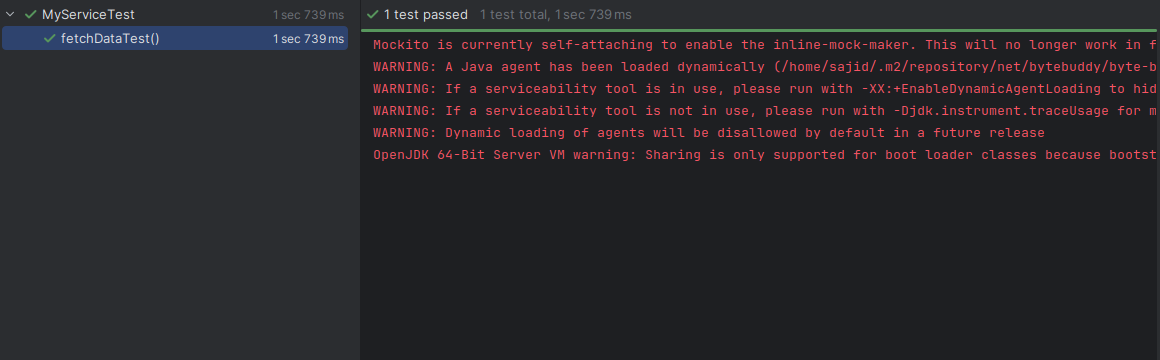 MyServiceTest 1 sec 739 ms
fetchDataTest() 1 sec 739 ms
1 test passed 1 test total, 1 sec 739 ms
Mockito is currently self-attaching to enable the inline-mock-maker. This will no longer work in f
WARNING: A Java agent has been loaded dynamically (/home/sajid/.m2/repository/net/bytebuddy/byte-b
WARNING: If a serviceability tool is in use, please run with -XX:+EnableDynamicAgentLoading to hid
WARNING: If a serviceability tool is not in use, please run with -Djdk.instrument.traceUsage for m
WARNING: Dynamic loading of agents will be disallowed by default in a future release
OpenJDK 64-Bit Server VM warning: Sharing is only supported for boot loader classes because bootst